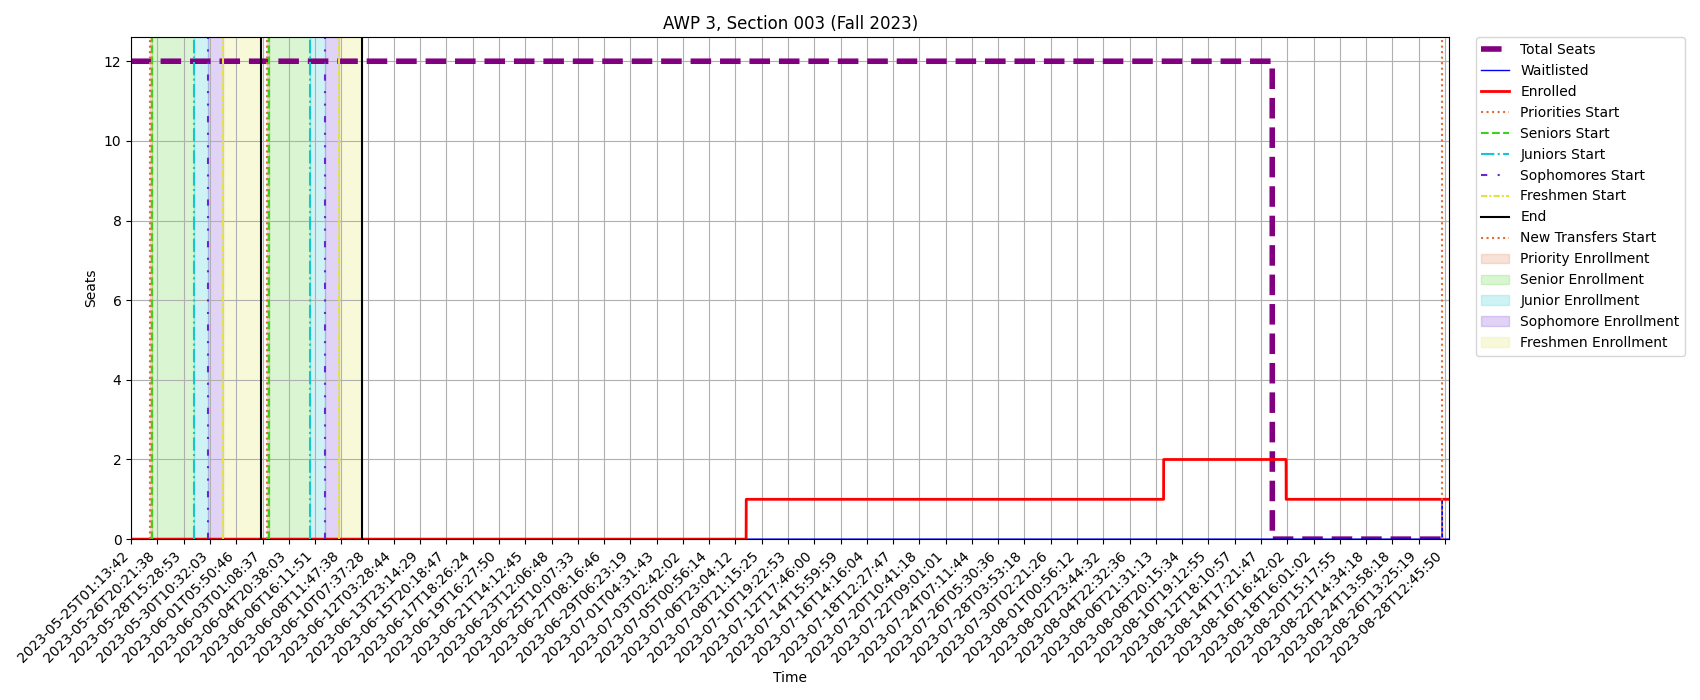 AWP 3, Section 003 (Fall 2023)
Seats
12
10
8
6
4
2
0
2023-05-25T01:13:42
2023-05-26T20:21:38
2023-05-28T15:28:53
2023-05-30T10:32:03
2023-06-01T05:50:46
2023-06-03T01:08:37
2023-06-04T20:38:03
2023-06-06T16:11:51
2023-06-08T11:47:38
2023-06-10T07:37:28
2023-06-12T03:28:44
2023-06-13T23:14:29
2023-06-15T20:18:47
2023-06-17T18:26:24
2023-06-19T16:27:50
2023-06-21T14:12:45
2023-06-23T12:06:48
2023-06-25T10:07:33
2023-06-27T08:16:46
2023-06-29T06:23:19
2023-07-01T04:31:43
2023-07-03T02:42:02
2023-07-05T00:56:14
2023-07-06T23:04:12
2023-07-08T21:15:25
2023-07-10T19:22:53
2023-07-12T17:46:00
2023-07-14T15:59:59
2023-07-16T14:16:04
2023-07-18T12:27:47
2023-07-20T10:41:18
2023-07-22T09:01:01
2023-07-24T07:11:44
2023-07-26T05:30:36
2023-07-28T03:53:18
2023-07-30T02:21:26
2023-08-01T00:56:12
2023-08-02T23:44:32
2023-08-04T22:32:36
2023-08-06T21:31:13
2023-08-08T20:15:34
2023-08-10T19:12:55
2023-08-12T18:10:57
2023-08-14T17:21:47
2023-08-16T16:42:02
2023-08-18T16:01:02
2023-08-20T15:17:55
2023-08-22T14:34:18
2023-08-24T13:58:18
2023-08-26T13:25:19
2023-08-28T12:45:50
Time
Total Seats
Waitlisted
Enrolled
Priorities Start
Seniors Start
Juniors Start
Sophomores Start
Freshmen Start
End
New Transfers Start
Priority Enrollment
Senior Enrollment
Junior Enrollment
Sophomore Enrollment
Freshmen Enrollment